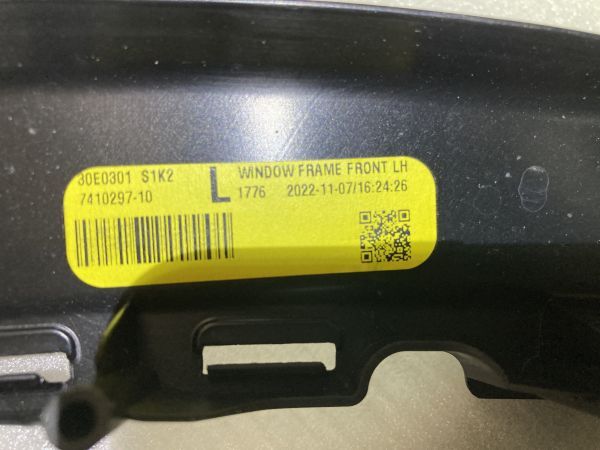 30E0301 S1K2
7410297-10
L
WINDOW FRAME FRONT LH
1776 2022-11-07/16:24:26